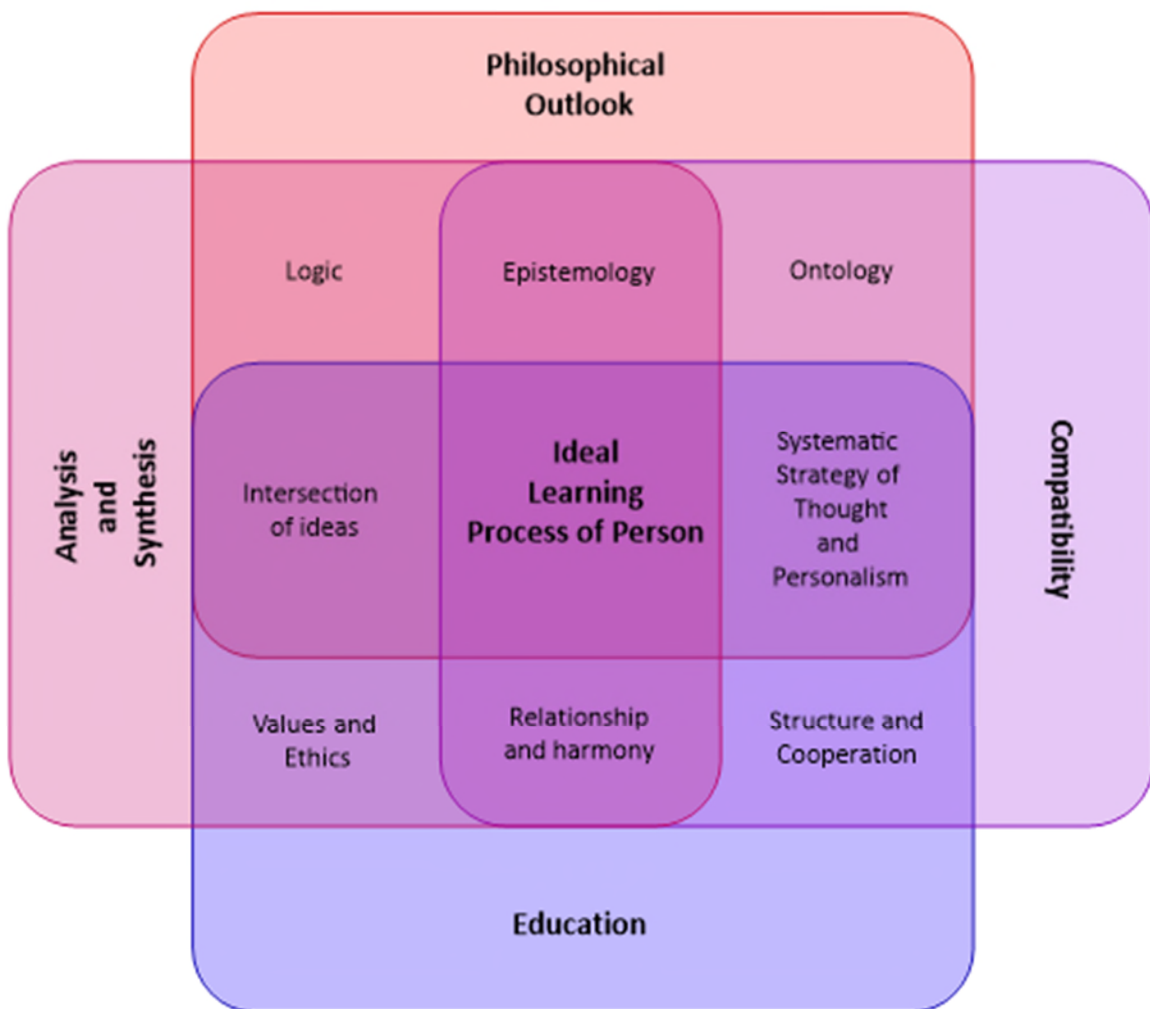 Philosophical
Outlook
Logic
Epistemology
Ontology
Analysis
and
Synthesis
Intersection
of ideas
Ideal
Learning
Process of Person
Systematic
Strategy of
Thought
and
Personalism
Compatibility
Values and
Ethics
Relationship
and harmony
Structure and
Cooperation
Education